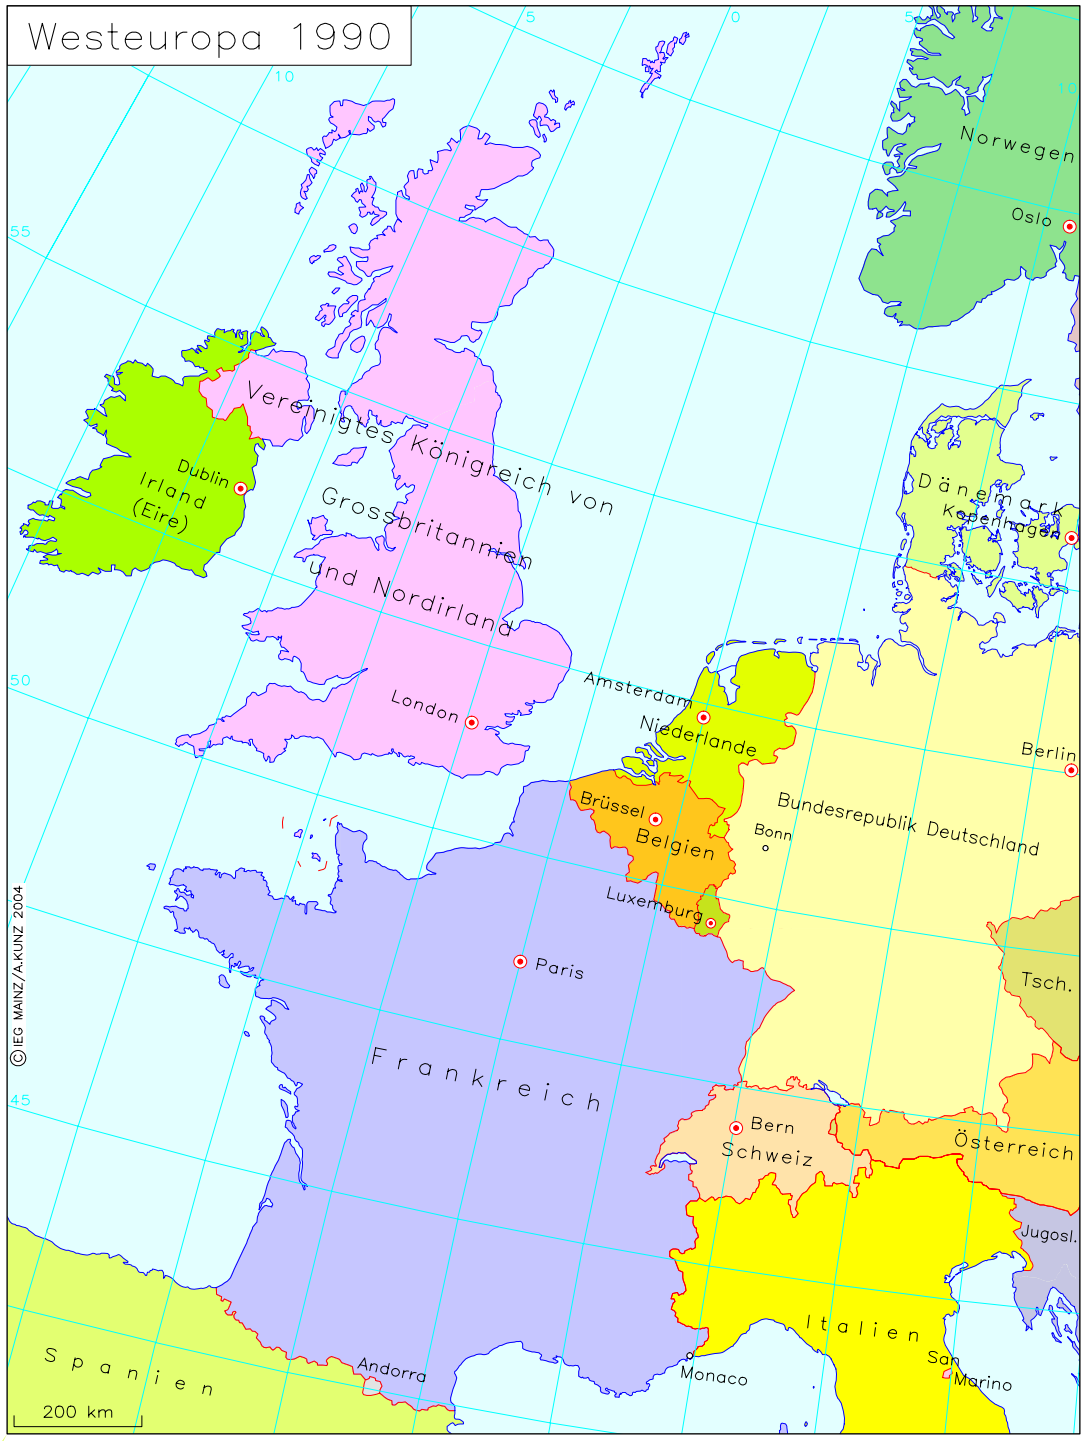 Westeuropa 1990
5
0
5
10
10
Norwegen
Oslo
55
Vereinigtes Königreich von
Grossbritannien
und Nordirland
Dublin
Irland
(Eire)
Dänemark
Kopenhagen
London
50
Amsterdam
Niederlande
Berlin
Brüssel
Belgien
Bundesrepublik Deutschland
Bonn
Luxemburg
Paris
Tsch.
©IEG MAINZ/A.KUNZ 2004
Frankreich
45
Bern
Schweiz
Österreich
Jugosl.
Italien
San
Marino
Monaco
Andorra
Spanien
200 km